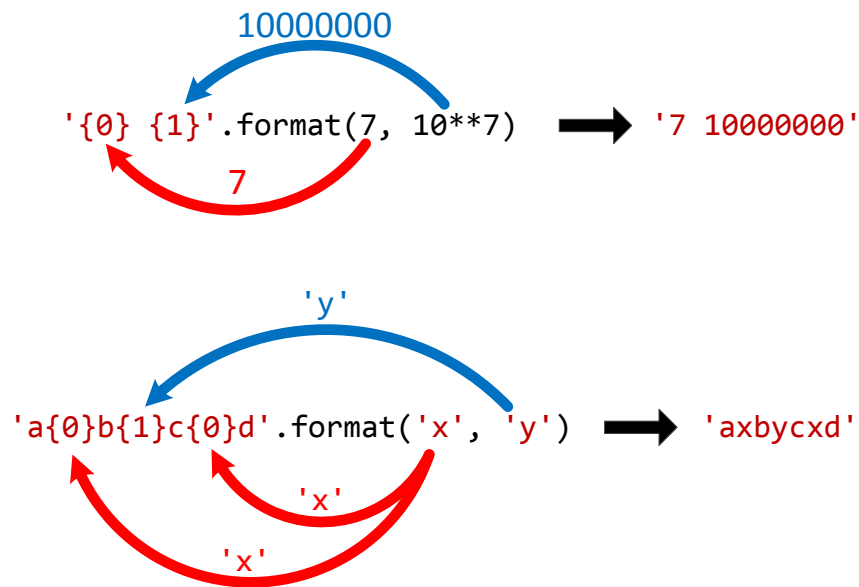 10000000
'{0} {1}'.format(7, 10**7) '7 10000000'
7
'y'
'a{0}b{1}c{0}d'.format('x', 'y') 'axbycxd'
'x'
'x'